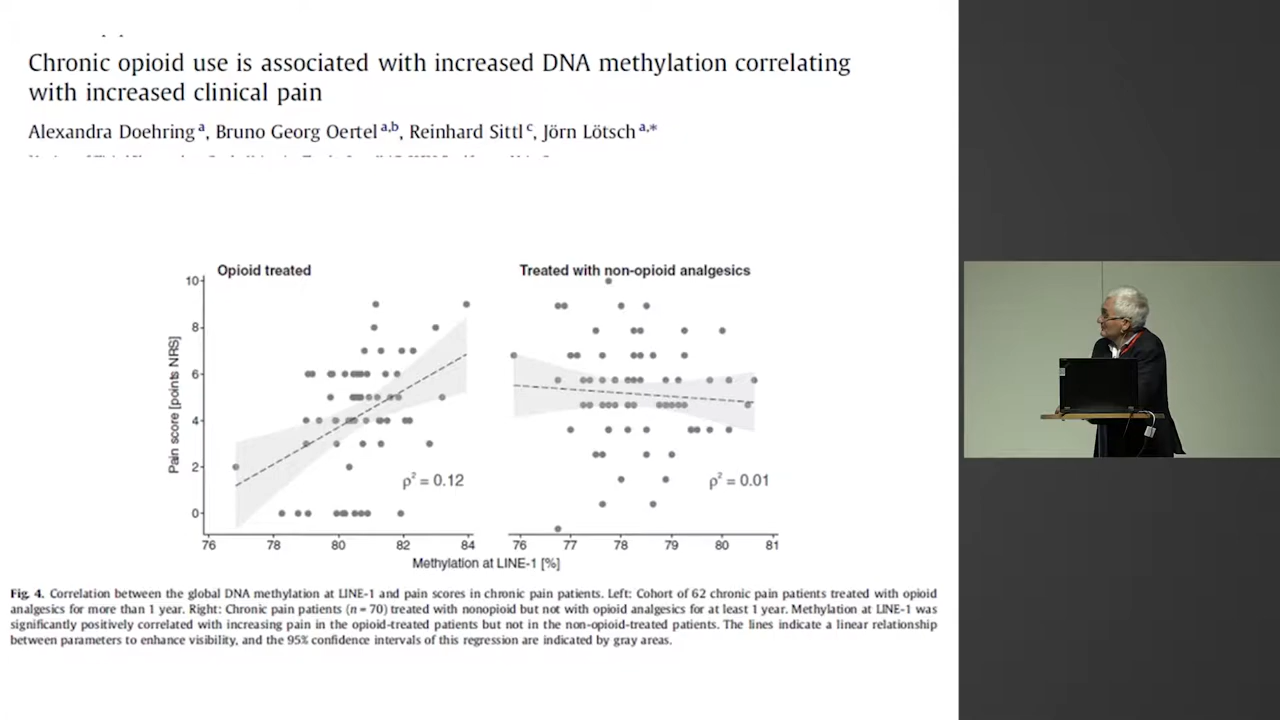 Chronic opioid use is associated with increased DNA methylation correlating
with increased clinical pain
Alexandra Doehring a, Bruno Georg Oertel a,b, Reinhard Sittl c, Jörn Lötsch a,*
Opioid treated
Treated with non-opioid analgesics
Pain score [points NRS]
10
8
6
4
2
0
ρ² = 0.12
ρ² = 0.01
76 78 80 82 84
76 77 78 79 80 81
Methylation at LINE-1 [%]
Fig. 4. Correlation between the global DNA methylation at LINE-1 and pain scores in chronic pain patients. Left: Cohort of 62 chronic pain patients treated with opioid
analgesics for more than 1 year. Right: Chronic pain patients (n = 70) treated with nonopioid but not with opioid analgesics for at least 1 year. Methylation at LINE-1 was
significantly positively correlated with increasing pain in the opioid-treated patients but not in the non-opioid-treated patients. The lines indicate a linear relationship
between parameters to enhance visibility, and the 95% confidence intervals of this regression are indicated by gray areas.